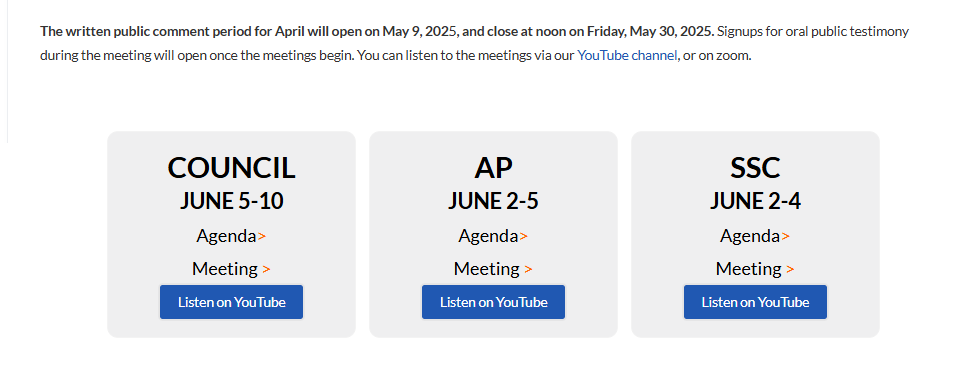 The written public comment period for April will open on May 9, 2025, and close at noon on Friday, May 30, 2025. Signups for oral public testimony
during the meeting will open once the meetings begin. You can listen to the meetings via our YouTube channel, or on zoom.
COUNCIL
JUNE 5-10
Agenda>
Meeting >
Listen on YouTube
AP
JUNE 2-5
Agenda>
Meeting >
Listen on YouTube
SSC
JUNE 2-4
Agenda>
Meeting >
Listen on YouTube